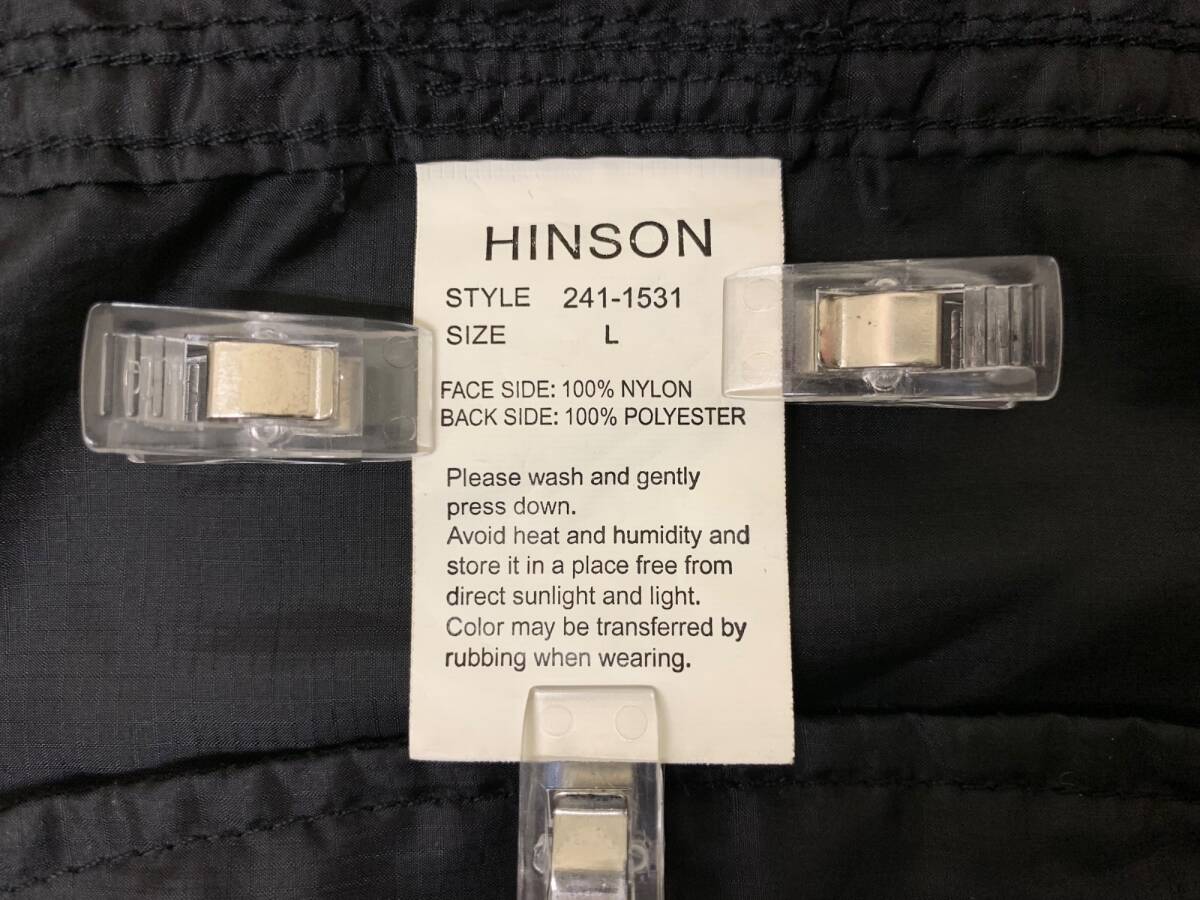 HINSON
STYLE 241-1531
SIZE L
FACE SIDE: 100% NYLON
BACK SIDE: 100% POLYESTER
Please wash and gently
press down.
Avoid heat and humidity and
store it in a place free from
direct sunlight and light.
Color may be transferred by
rubbing when wearing.